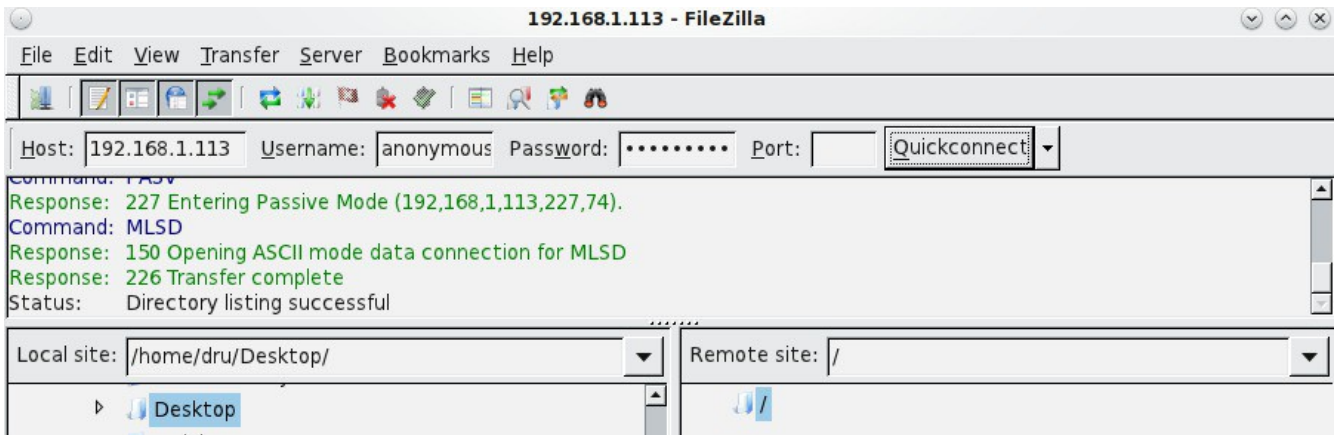 192.168.1.113 - FileZilla
File Edit View Transfer Server Bookmarks Help
Host: 192.168.1.113 Username: anonymous Password: ••••••••• Port: Quickconnect
Command: PASV
Response: 227 Entering Passive Mode (192,168,1,113,227,74).
Command: MLSD
Response: 150 Opening ASCII mode data connection for MLSD
Response: 226 Transfer complete
Status: Directory listing successful
Local site: /home/dru/Desktop/ Remote site: /
Desktop /